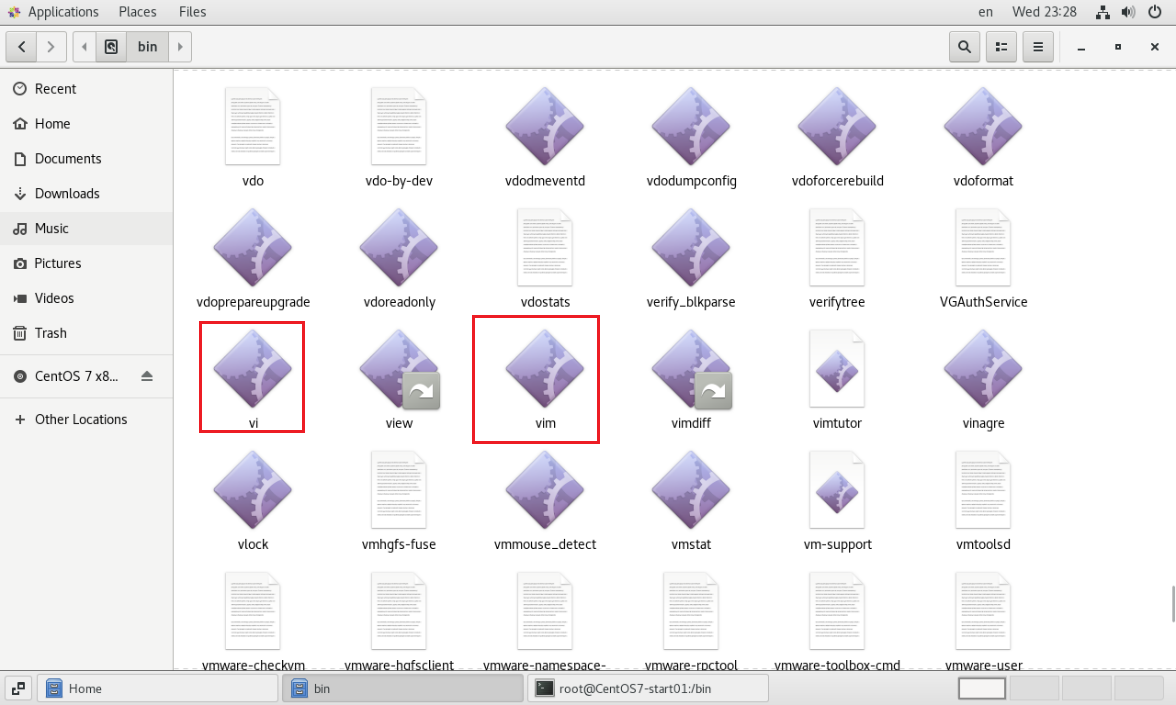 Applications Places Files en Wed 23:28
bin
Recent
Home
Documents
Downloads
Music
Pictures
Videos
Trash
CentOS 7 x8...
Other Locations
vdo vdo-by-dev vdodmeventd vdodumpconfig vdoforcerebuild vdoformat
vdoprepareupgrade vdoreadonly vdostats verify_blkparse verifytree VGAuthService
vi view vim vimdiff vimtutor vinagre
vlock vmhgfs-fuse vmmouse_detect vmstat vm-support vmtoolsd
vmware-checkvm vmware-hgfsclient vmware-namespace- vmware-rpctool vmware-toolbox-cmd vmware-user
Home bin root@CentOS7-start01:/bin